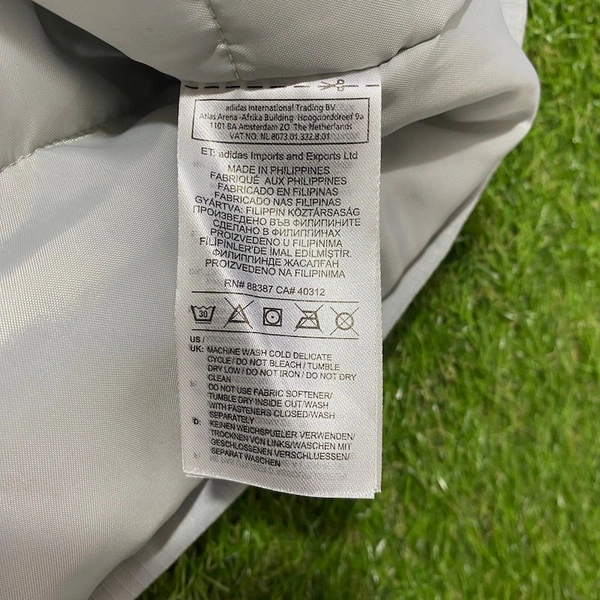 adidas International Trading BV
Atlas Arena -Afrika Building Hoogoorddreef 9a
1101 BA Amsterdam ZO The Netherlands
VAT NO. NL 8073.01.332.B.01
ET: adidas Imports and Exports Ltd
MADE IN PHILIPPINES
FABRIQUÉ AUX PHILIPPINES
FABRICADO EN FILIPINAS
FABRICADO NAS FILIPINAS
GYÁRTVA: FILIPPÍN KÖZTÁRSASÁG
ПРОИЗВЕДЕНО ВЪВ ФИЛИПИНИТЕ
СДЕЛАНО В ФИЛИППИНАХ
PROIZVEDENO U FILIPINIMA
FİLİPİNLER'DE İMAL EDİLMİŞTİR.
ФИЛИППИНДЕ ЖАСАЛҒАН
PROIZVEDENO NA FILIPINIMA
RN# 88387 CA# 40312
30
US /
UK: MACHINE WASH COLD DELICATE
CYCLE / DO NOT BLEACH / TUMBLE
DRY LOW / DO NOT IRON / DO NOT DRY
CLEAN
DO NOT USE FABRIC SOFTENER/
TUMBLE DRY INSIDE OUT/WASH
WITH FASTENERS CLOSED/WASH
SEPARATELY
D: KEINEN WEICHSPUELER VERWENDEN/
TROCKNEN VON LINKS/WASCHEN MIT
GESCHLOSSENEN VERSCHLUESSEN/
SEPARAT WASCHEN